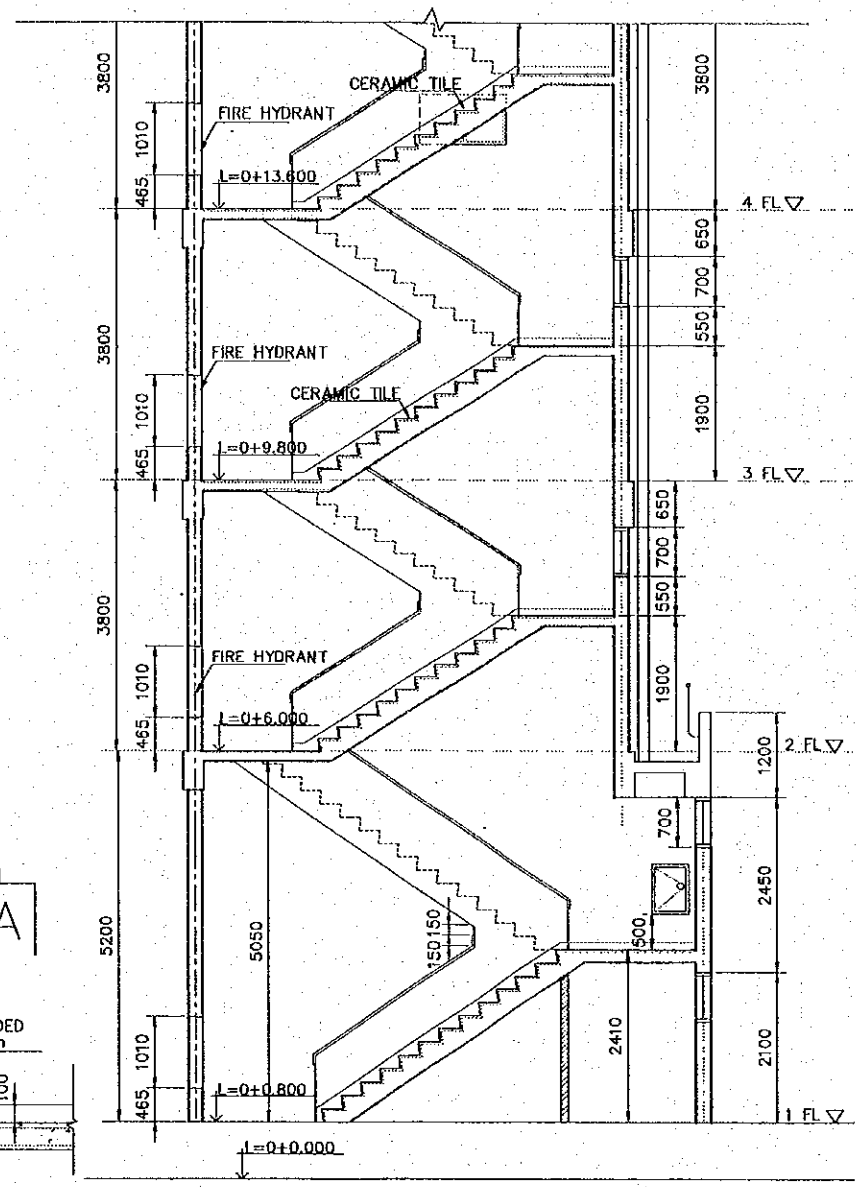 3800
1010
465
FIRE HYDRANT
L=0+13.600
CERAMIC TILE
3800
4 FL
650
700
550
1900
3800
1010
465
FIRE HYDRANT
L=0+9.800
CERAMIC TILE
3 FL
650
700
550
1900
3800
1010
465
FIRE HYDRANT
L=0+6.000
1200
2 FL
700
2450
500
5200
5050
150
150
2410
2100
1010
465
L=0+0.800
1 FL
L=0+0.000
A